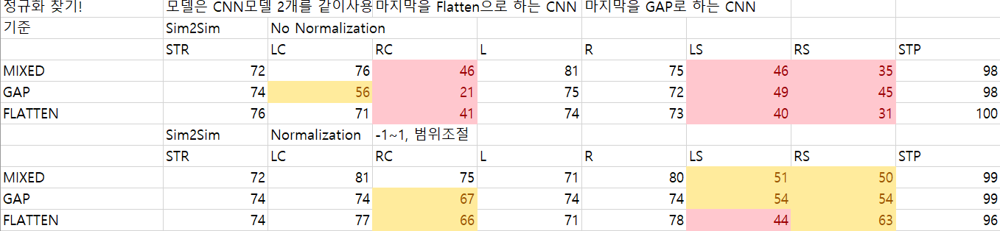 정규화 찾기! 모델은 CNN모델 2개를 같이사용 마지막을 Flatten으로 하는 CNN 마지막을 GAP로 하는 CNN
기준 Sim2Sim No Normalization
STR LC RC L R LS RS STP
MIXED 72 76 46 81 75 46 35 98
GAP 74 56 21 75 72 49 45 98
FLATTEN 76 71 41 74 73 40 31 100
Sim2Sim Normalization -1~1, 범위조절
STR LC RC L R LS RS STP
MIXED 72 81 75 71 80 51 50 99
GAP 74 74 67 74 74 54 54 99
FLATTEN 74 77 66 71 78 44 63 96